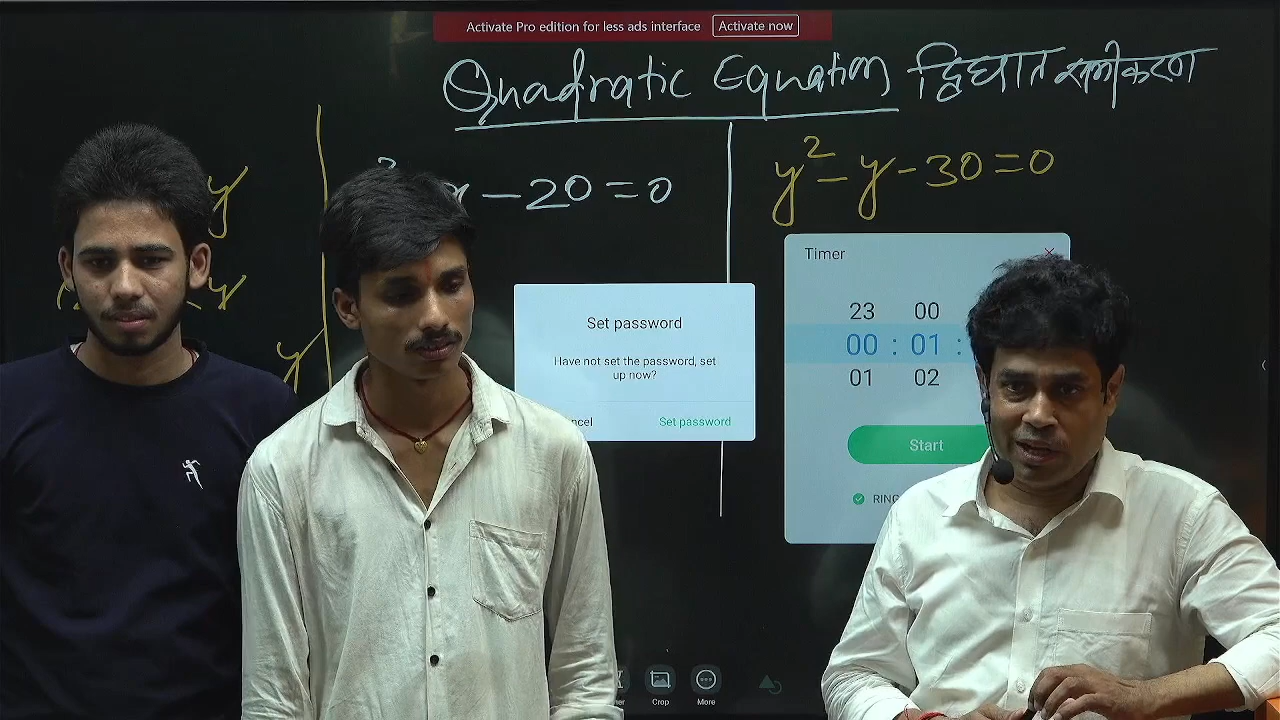 Activate Pro edition for less ads interface Activate now
Quadratic Equation द्विघात समीकरण
- 20 = 0
y² - y - 30 = 0
y
y
y
Timer
23 00
00 : 01 :
01 02
Start
Set password
Have not set the password, set
up now?
Set password
Crop More